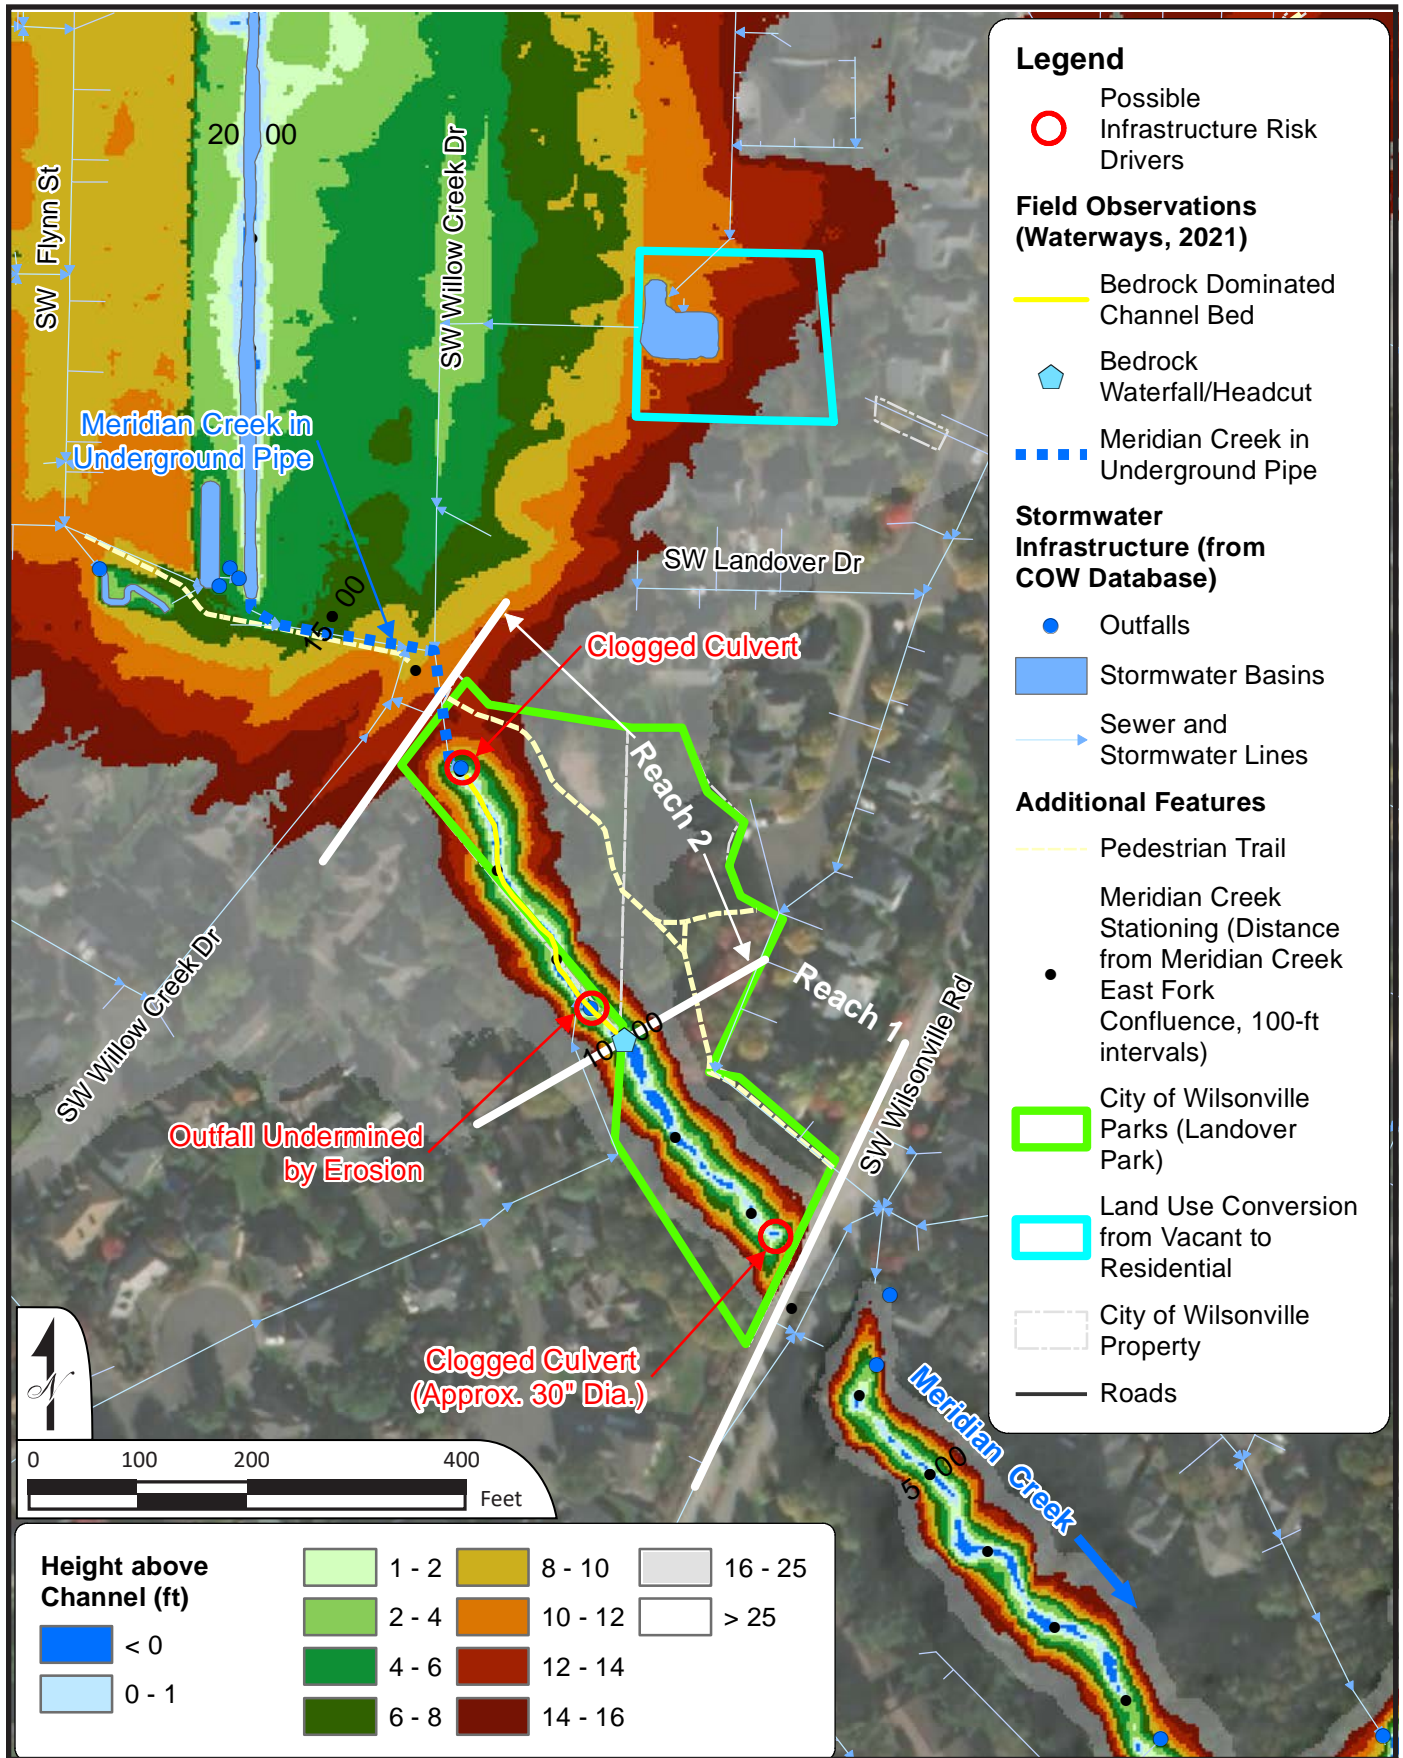 20 00
SW Flynn St
SW Willow Creek Dr
Meridian Creek in
Underground Pipe
15 00
SW Landover Dr
Clogged Culvert
Reach 2
Reach 1
10 00
SW Willow Creek Dr
SW Wilsonville Rd
Outfall Undermined
by Erosion
Clogged Culvert
(Approx. 30" Dia.)
Meridian Creek
5 00
N
0 100 200 400
Feet
Legend
Possible
Infrastructure Risk
Drivers
Field Observations
(Waterways, 2021)
Bedrock Dominated
Channel Bed
Bedrock
Waterfall/Headcut
Meridian Creek in
Underground Pipe
Stormwater
Infrastructure (from
COW Database)
Outfalls
Stormwater Basins
Sewer and
Stormwater Lines
Additional Features
Pedestrian Trail
Meridian Creek
Stationing (Distance
from Meridian Creek
East Fork
Confluence, 100-ft
intervals)
City of Wilsonville
Parks (Landover
Park)
Land Use Conversion
from Vacant to
Residential
City of Wilsonville
Property
Roads
Height above
Channel (ft)
< 0
0 - 1
1 - 2
2 - 4
4 - 6
6 - 8
8 - 10
10 - 12
12 - 14
14 - 16
16 - 25
> 25